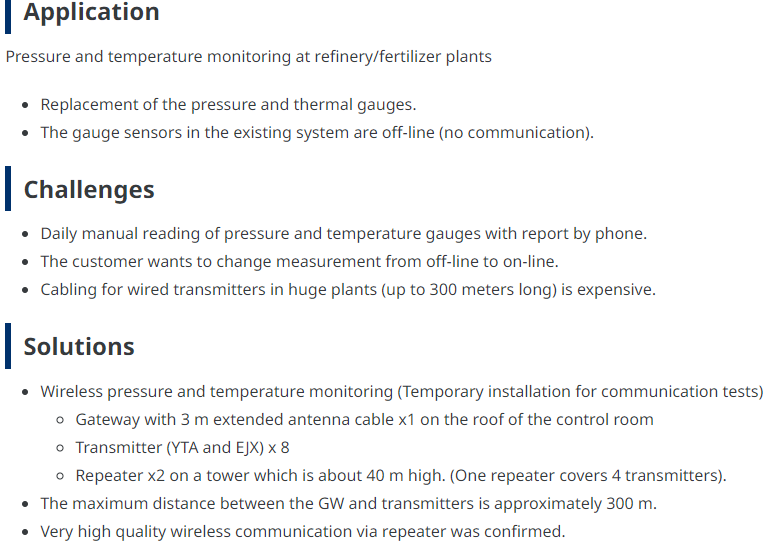 Application
Pressure and temperature monitoring at refinery/fertilizer plants
• Replacement of the pressure and thermal gauges.
• The gauge sensors in the existing system are off-line (no communication).
Challenges
• Daily manual reading of pressure and temperature gauges with report by phone.
• The customer wants to change measurement from off-line to on-line.
• Cabling for wired transmitters in huge plants (up to 300 meters long) is expensive.
Solutions
• Wireless pressure and temperature monitoring (Temporary installation for communication tests)
○ Gateway with 3 m extended antenna cable x1 on the roof of the control room
○ Transmitter (YTA and EJX) x 8
○ Repeater x2 on a tower which is about 40 m high. (One repeater covers 4 transmitters).
• The maximum distance between the GW and transmitters is approximately 300 m.
• Very high quality wireless communication via repeater was confirmed.